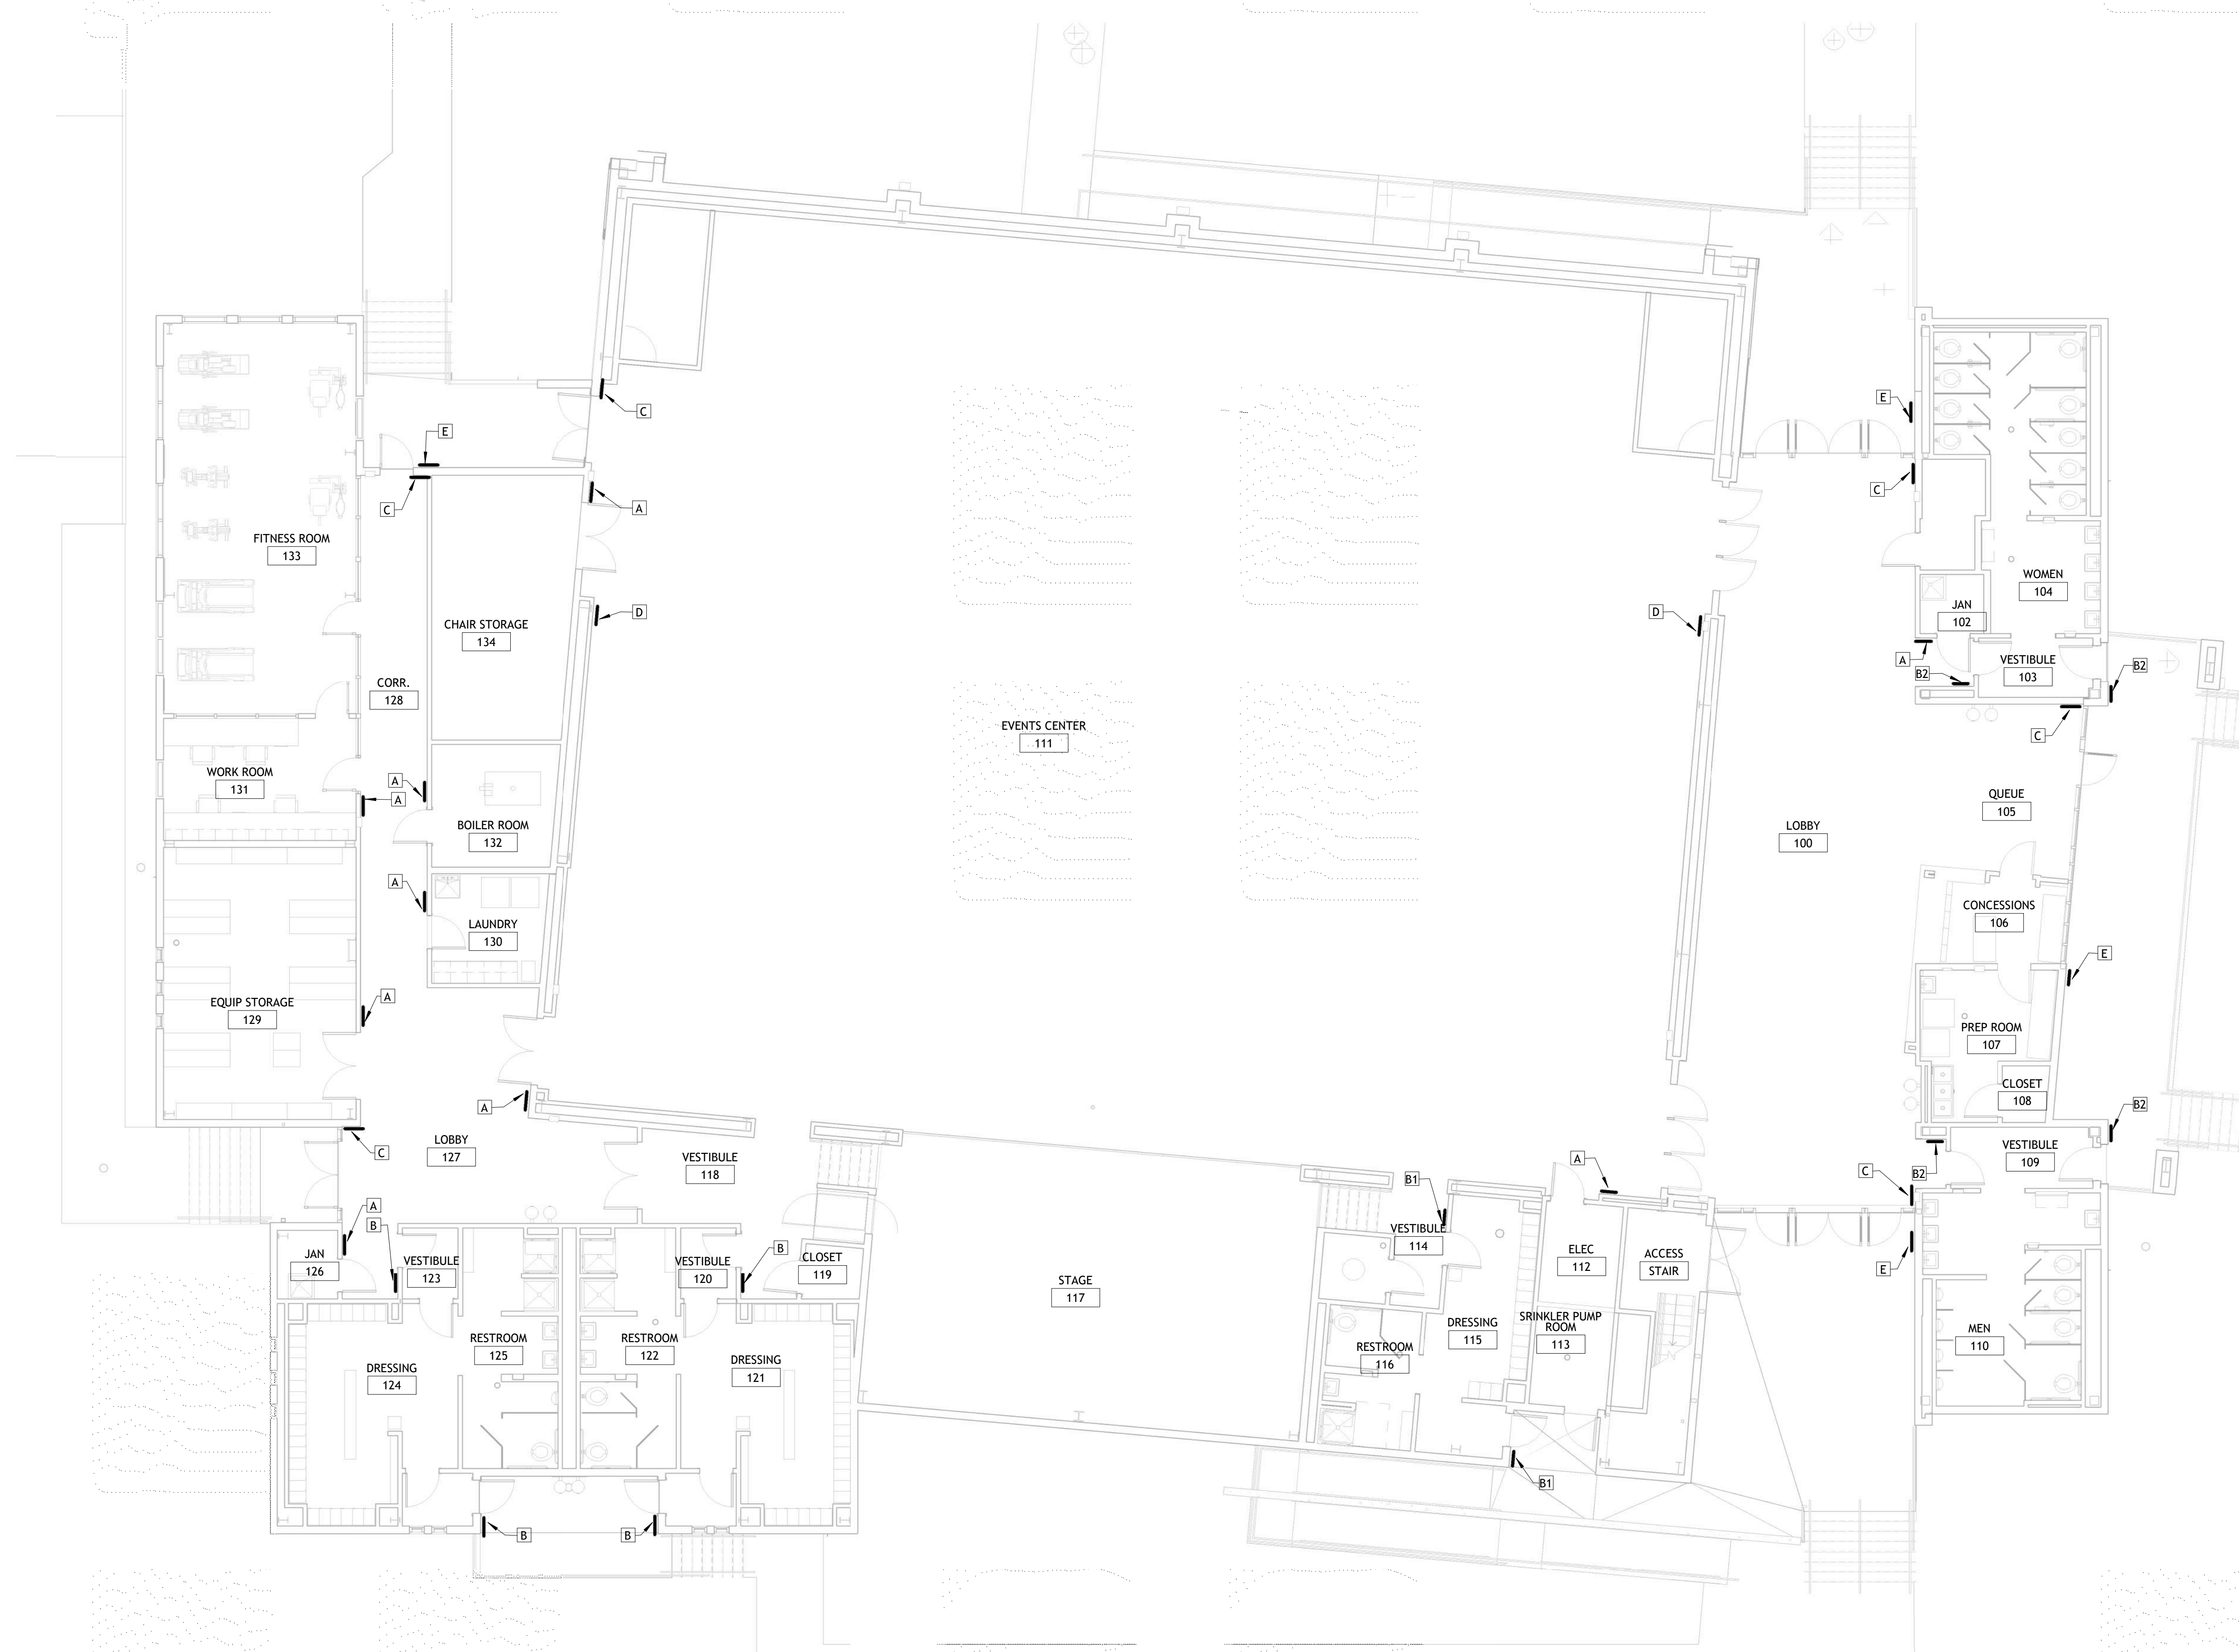 E
C
E
C
C
A
FITNESS ROOM
133
WOMEN
104
CHAIR STORAGE
134
D
D
JAN
102
A
VESTIBULE
103
B2
B2
CORR.
128
C
EVENTS CENTER
111
WORK ROOM
131
A
A
QUEUE
105
BOILER ROOM
132
LOBBY
100
A
CONCESSIONS
106
LAUNDRY
130
E
A
EQUIP STORAGE
129
PREP ROOM
107
CLOSET
108
A
B2
LOBBY
127
C
VESTIBULE
118
A
VESTIBULE
109
C
B2
B1
A
B
VESTIBULE
114
JAN
126
VESTIBULE
123
VESTIBULE
120
B
CLOSET
119
ELEC
112
ACCESS
STAIR
E
STAGE
117
SRINKLER PUMP
ROOM
113
DRESSING
115
MEN
110
RESTROOM
125
RESTROOM
122
RESTROOM
116
DRESSING
124
DRESSING
121
B1
B
B